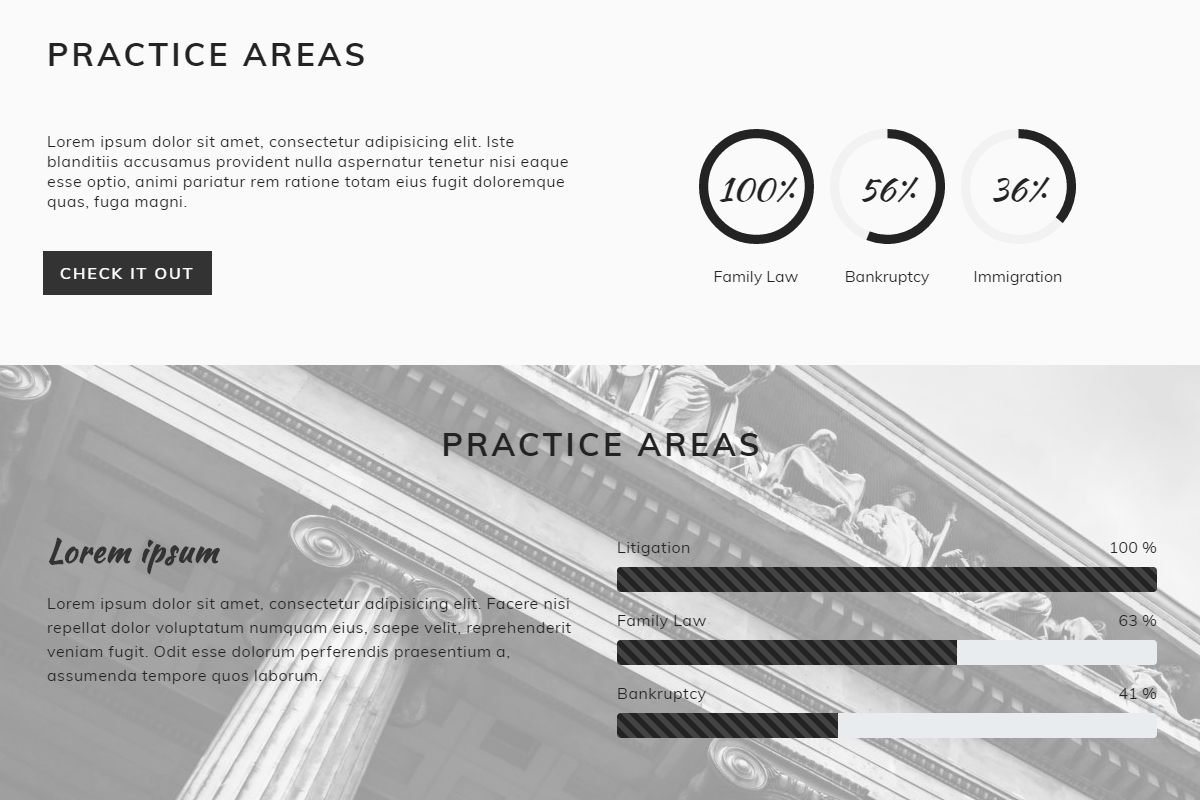 PRACTICE AREAS
Lorem ipsum dolor sit amet, consectetur adipisicing elit. Iste
blanditiis accusamus provident nulla aspernatur tenetur nisi eaque
esse optio, animi pariatur rem ratione totam eius fugit doloremque
quas, fuga magni.
CHECK IT OUT
100% 56% 36%
Family Law Bankruptcy Immigration
PRACTICE AREAS
Lorem ipsum
Lorem ipsum dolor sit amet, consectetur adipisicing elit. Facere nisi
repellat dolor voluptatum numquam eius, saepe velit, reprehenderit
veniam fugit. Odit esse dolorum perferendis praesentium a,
assumenda tempore quos laborum.
Litigation 100 %
Family Law 63 %
Bankruptcy 41 %